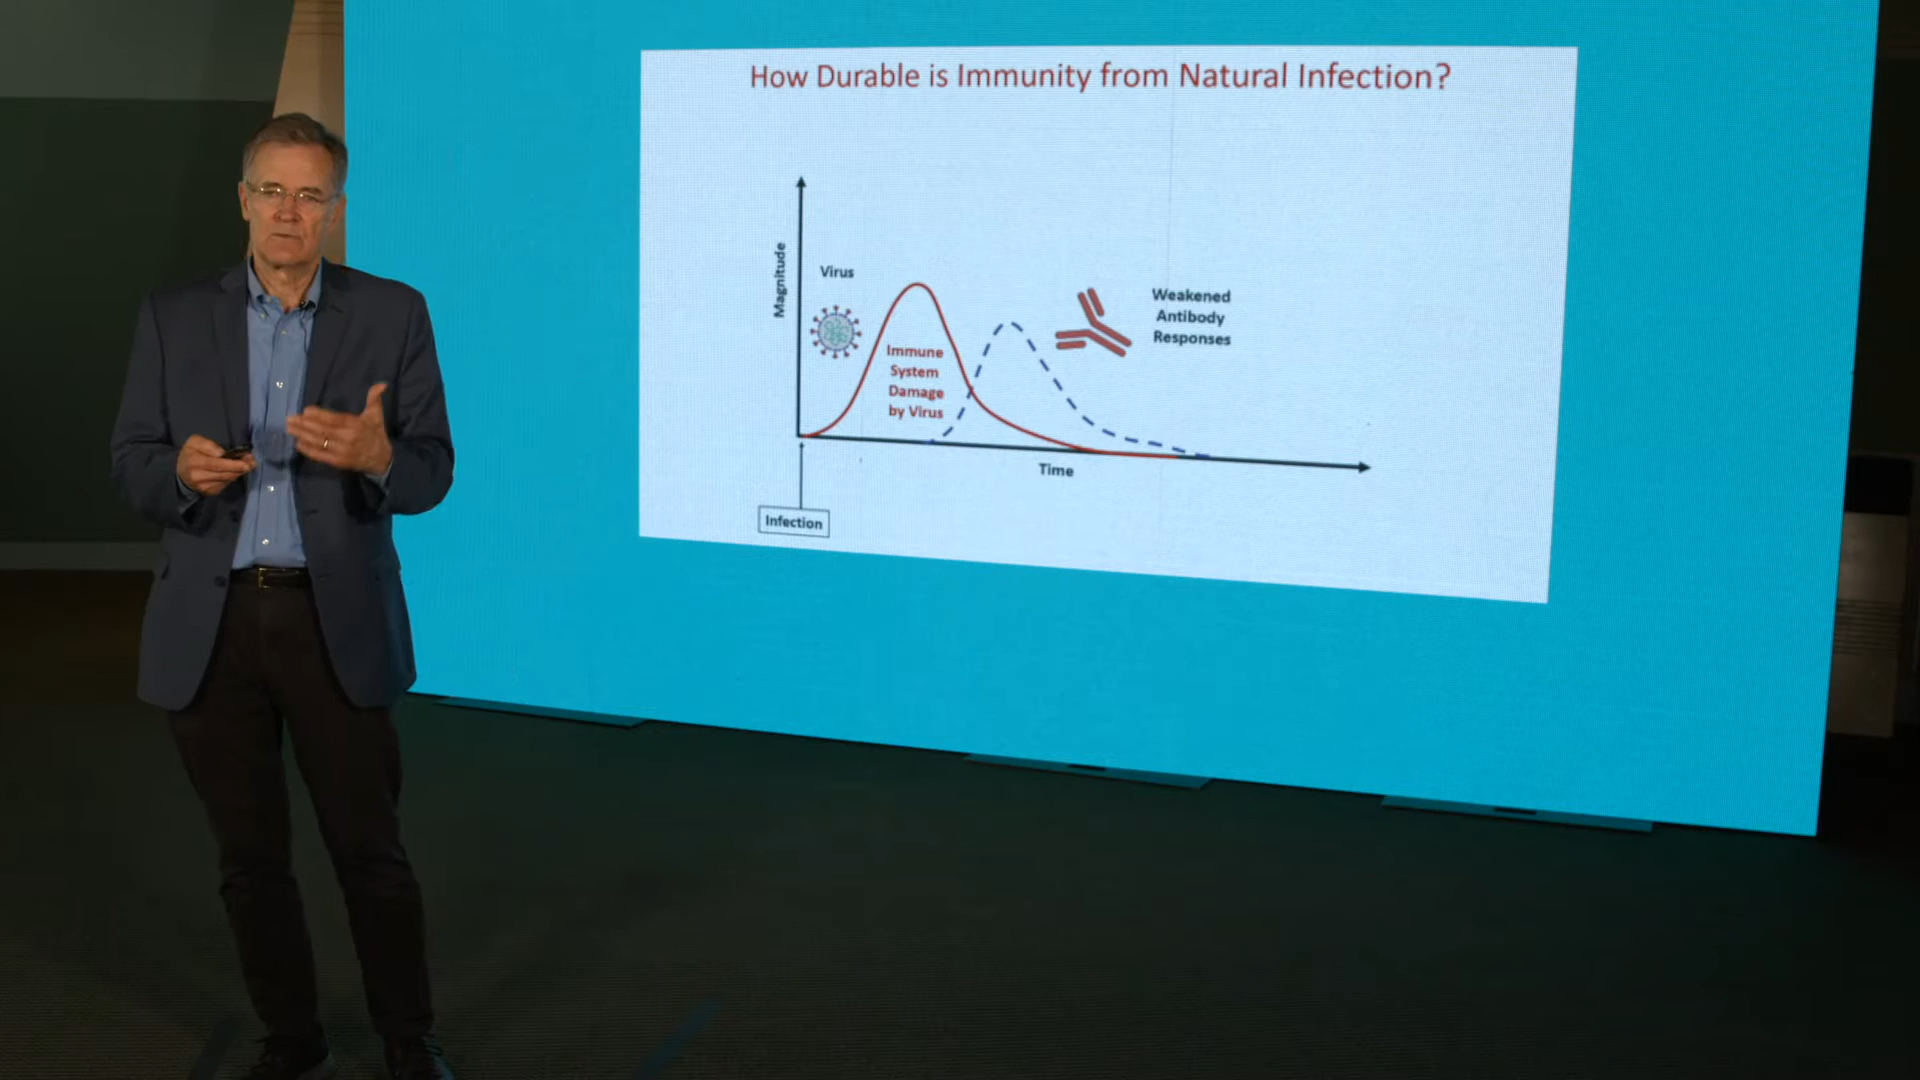 How Durable is Immunity from Natural Infection?
Magnitude
Virus
Immune
System
Damage
by Virus
Weakened
Antibody
Responses
Time
Infection